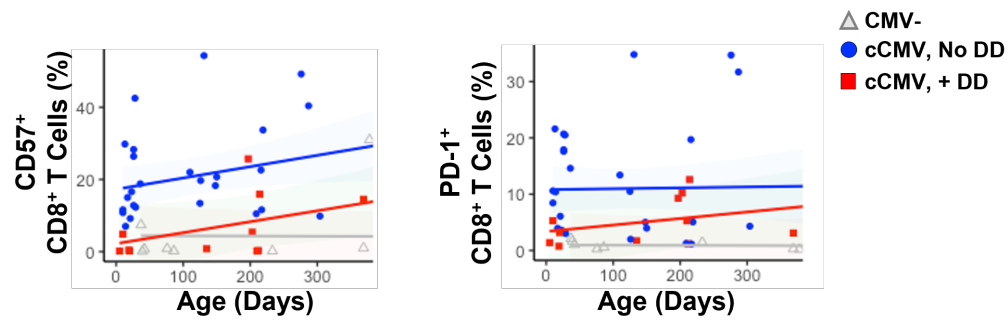 CMV-
cCMV, No DD
cCMV, + DD
CD57⁺
CD8⁺ T Cells (%)
40
20
0
0 100 200 300
Age (Days)
PD-1⁺
CD8⁺ T Cells (%)
30
20
10
0
0 100 200 300
Age (Days)